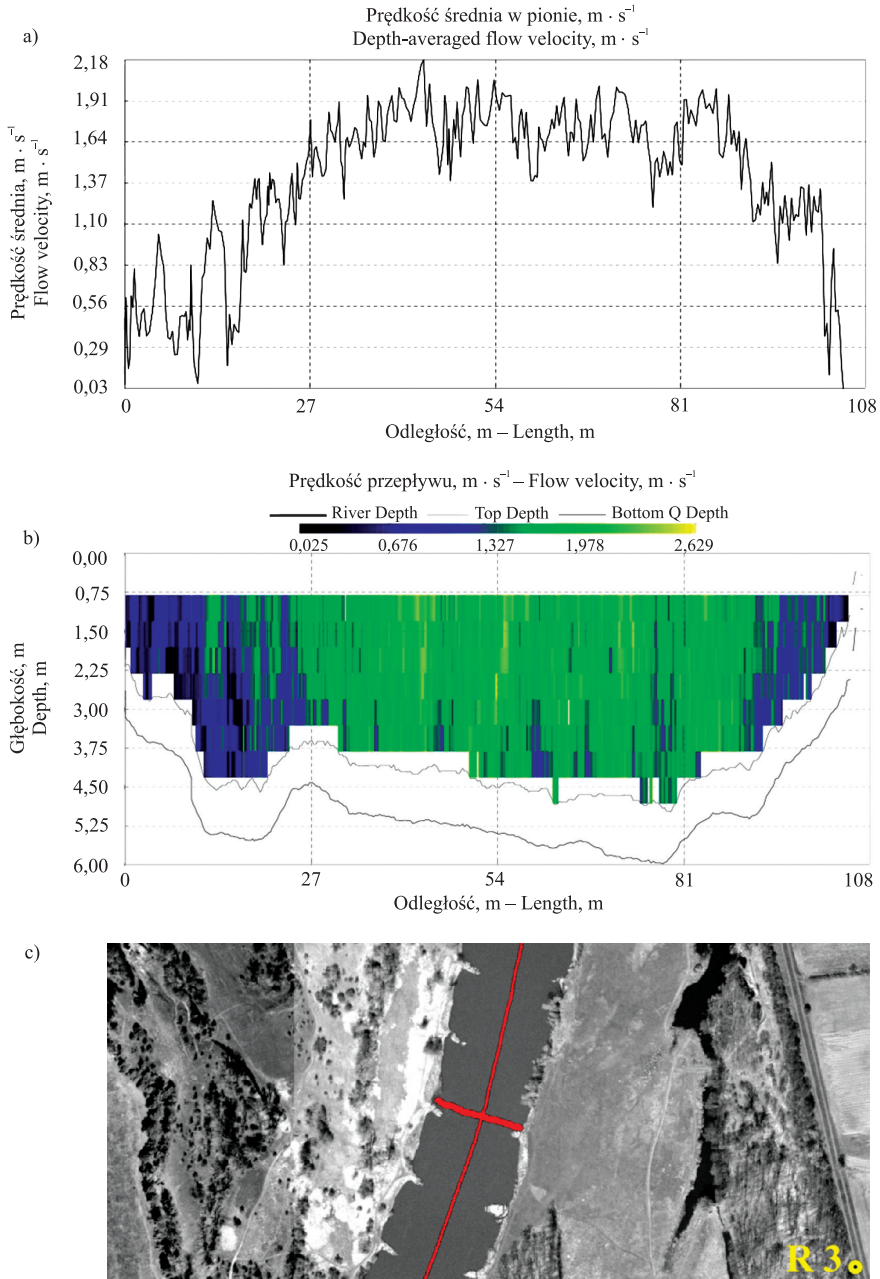 a)
Prędkość średnia w pionie, m · s⁻¹
Depth-averaged flow velocity, m · s⁻¹
Prędkość średnia, m · s⁻¹
Flow velocity, m · s⁻¹
2,18
1,91
1,64
1,37
1,10
0,83
0,56
0,29
0,03
0 27 54 81 108
Odległość, m – Length, m
b)
Prędkość przepływu, m · s⁻¹ – Flow velocity, m · s⁻¹
River Depth Top Depth Bottom Q Depth
0,025 0,676 1,327 1,978 2,629
Głębokość, m
Depth, m
0,00
0,75
1,50
2,25
3,00
3,75
4,50
5,25
6,00
0 27 54 81 108
Odległość, m – Length, m
c)
R 3